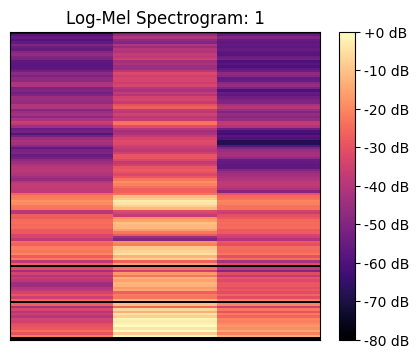 Log-Mel Spectrogram: 1
+0 dB
-10 dB
-20 dB
-30 dB
-40 dB
-50 dB
-60 dB
-70 dB
-80 dB